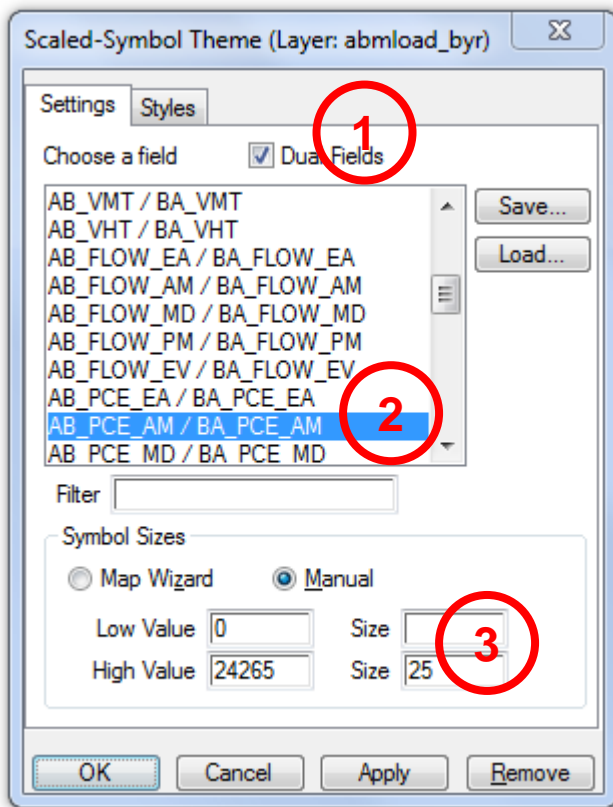 Scaled-Symbol Theme (Layer: abmload_byr)
Settings Styles
1
Choose a field Dual Fields
AB_VMT / BA_VMT
Save...
AB_VHT / BA_VHT
AB_FLOW_EA / BA_FLOW_EA
Load...
AB_FLOW_AM / BA_FLOW_AM
AB_FLOW_MD / BA_FLOW_MD
AB_FLOW_PM / BA_FLOW_PM
AB_FLOW_EV / BA_FLOW_EV
AB_PCE_EA / BA_PCE_EA
2
AB_PCE_AM / BA_PCE_AM
AB_PCE_MD / BA_PCE_MD
Filter
Symbol Sizes
Map Wizard Manual
Low Value 0 Size
3
High Value 24265 Size 25
OK Cancel Apply Remove